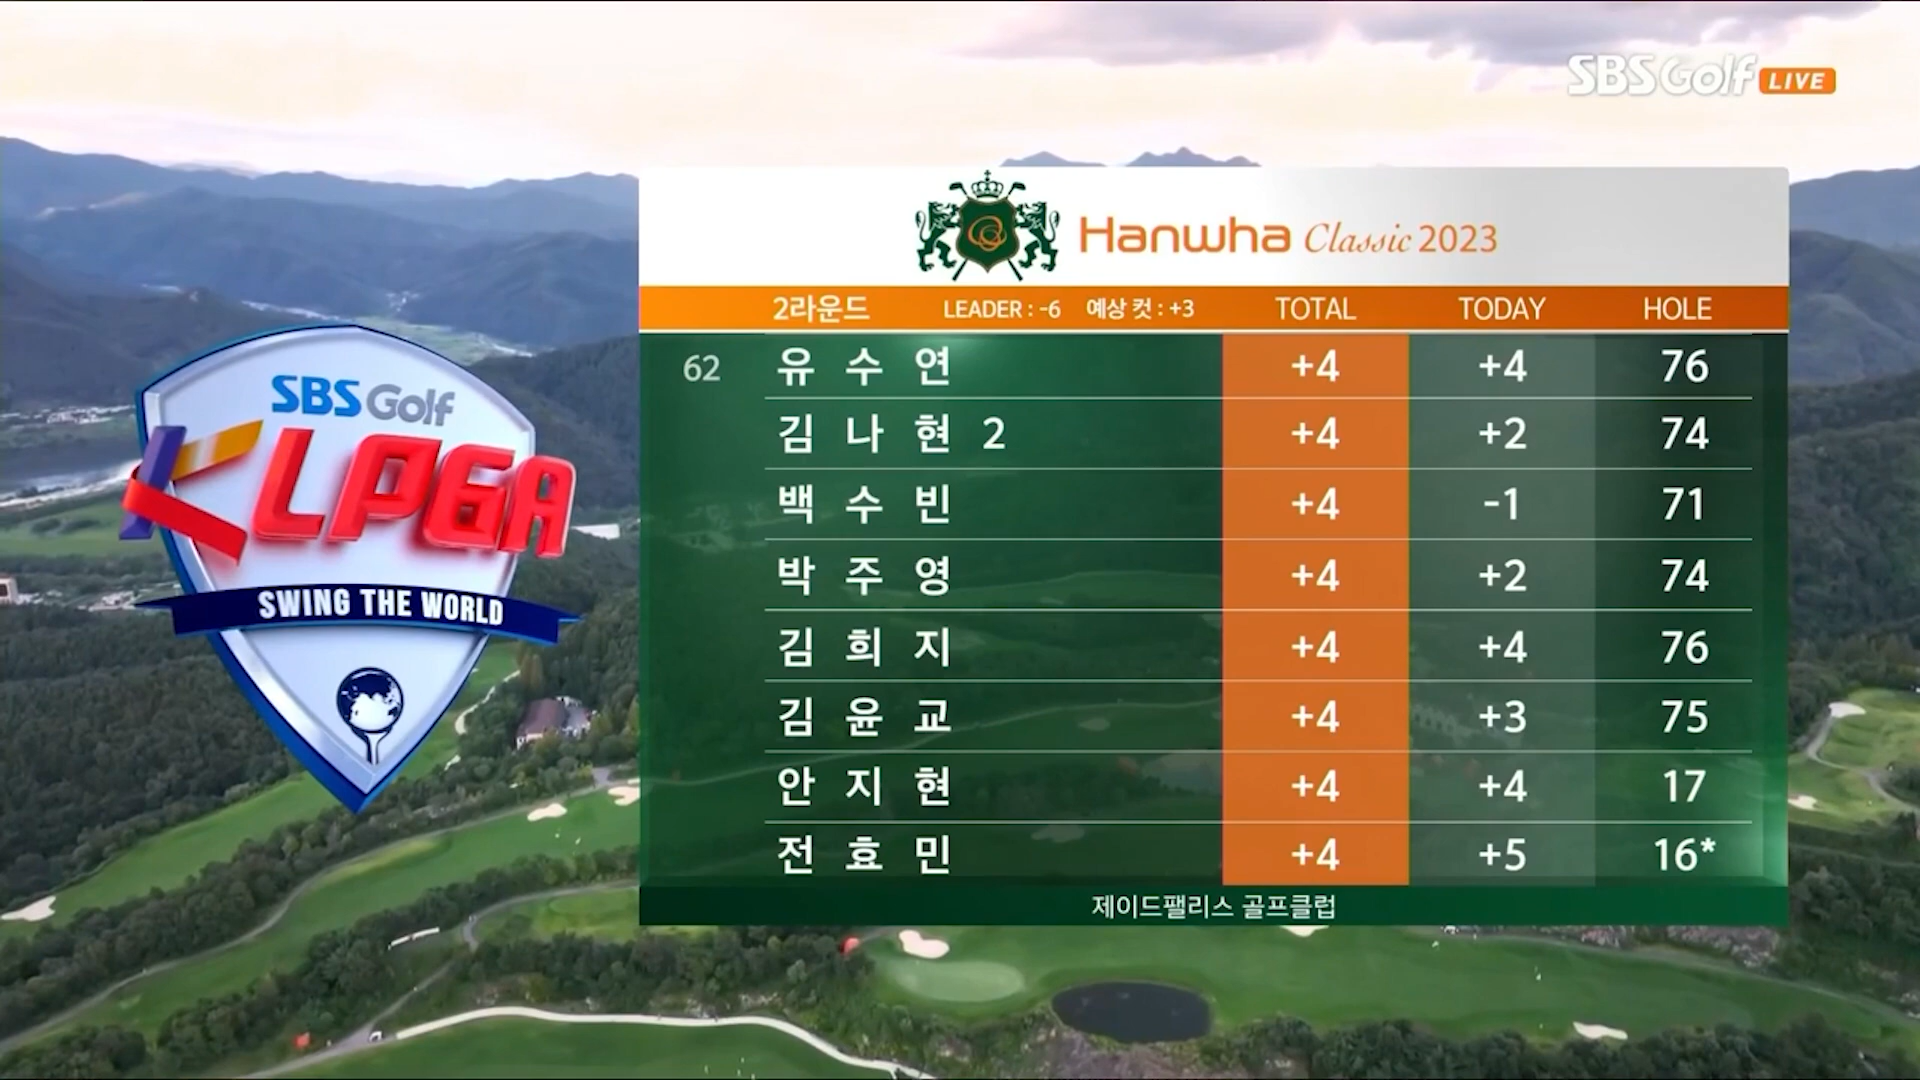 SBS Golf LIVE
Hanwha Classic 2023
2라운드 LEADER : -6 예상 컷 : +3 TOTAL TODAY HOLE
62 유 수 연 +4 +4 76
김 나 현 2 +4 +2 74
백 수 빈 +4 -1 71
박 주 영 +4 +2 74
김 희 지 +4 +4 76
김 윤 교 +4 +3 75
안 지 현 +4 +4 17
전 효 민 +4 +5 16*
제이드팰리스 골프클럽
SBS Golf
KLPGA
SWING THE WORLD